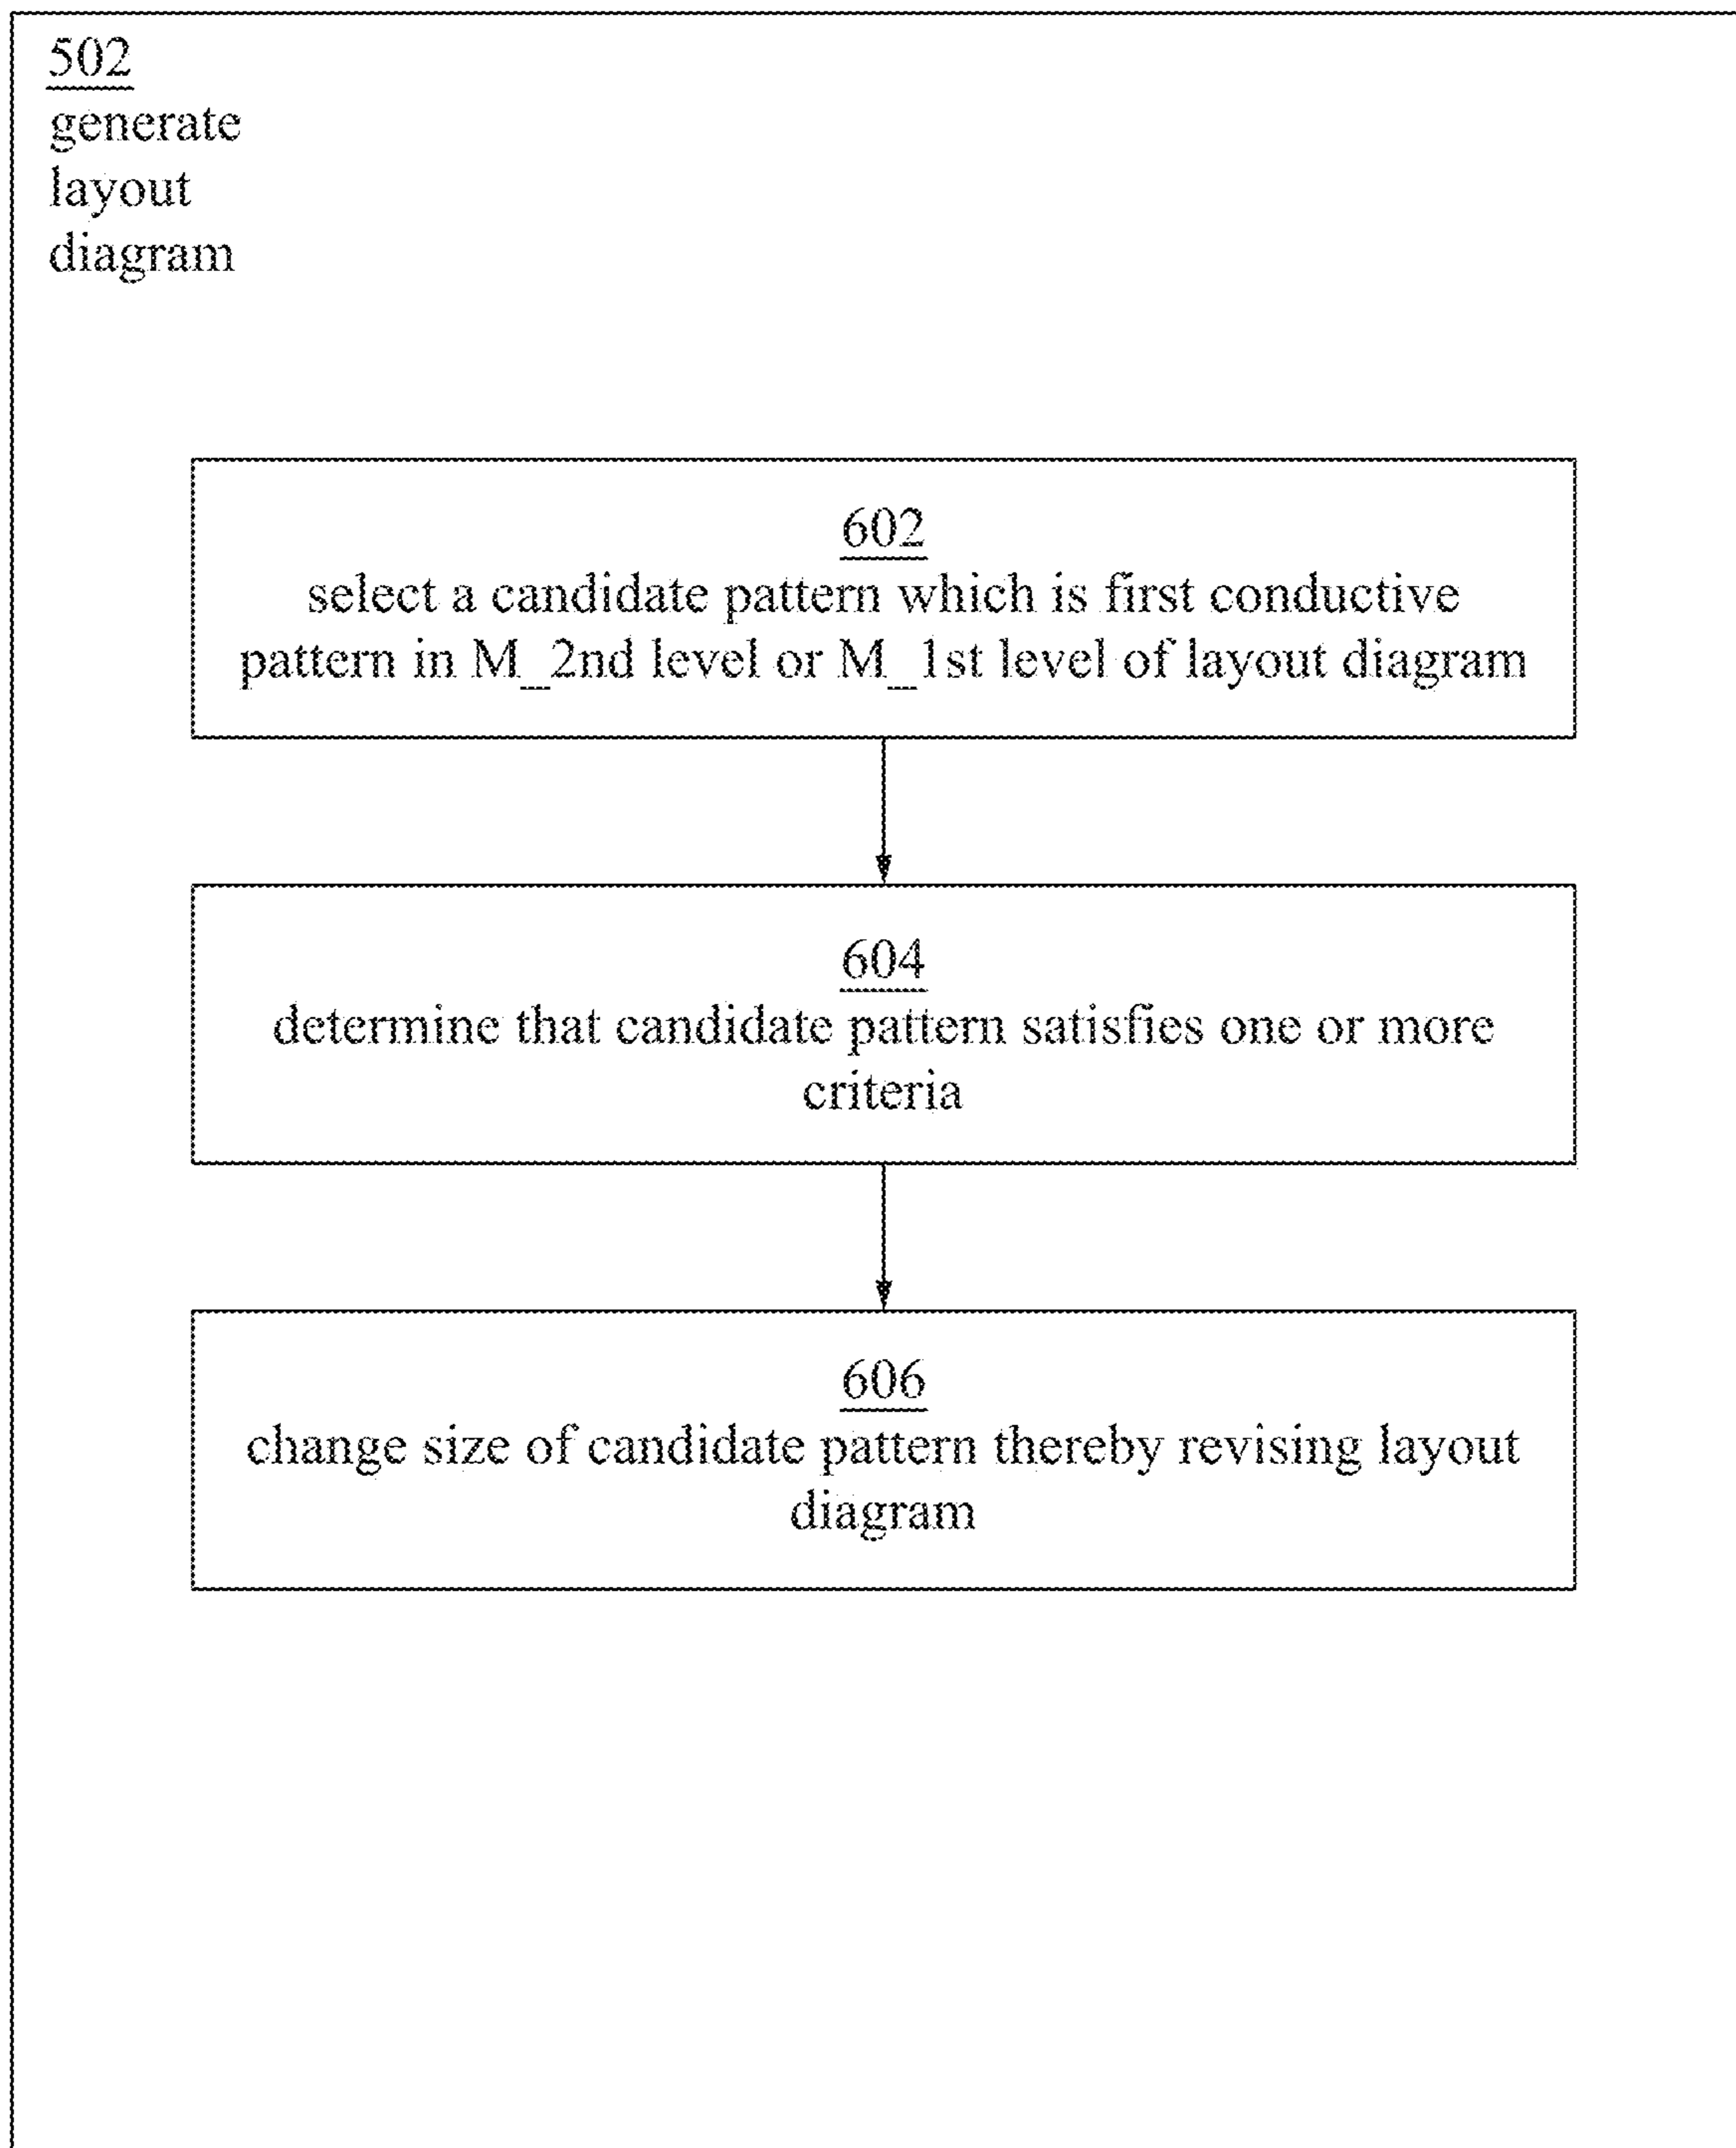 502
generate
layout
diagram
602
select a candidate pattern which is first conductive
pattern in M_2nd level or M_1st level of layout diagram
604
determine that candidate pattern satisfies one or more
criteria
606
change size of candidate pattern thereby revising layout
diagram